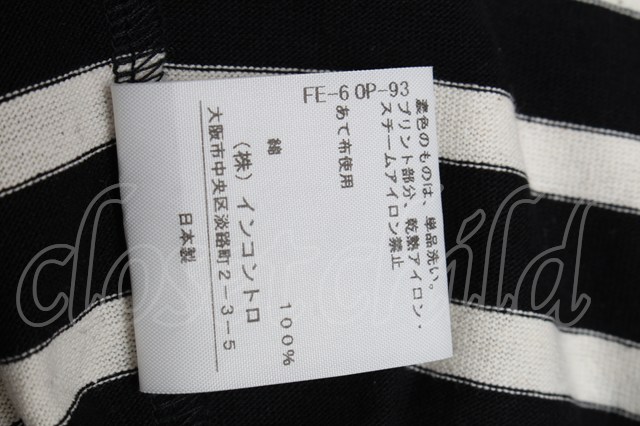 FE-6 OP-93
濃色のものは、単品洗い。
プリント部分、乾熱アイロン・
スチームアイロン禁止
あて布使用
綿 100%
(株)インコントロ
大阪市中央区淡路町2-3-5
日本製
closet child